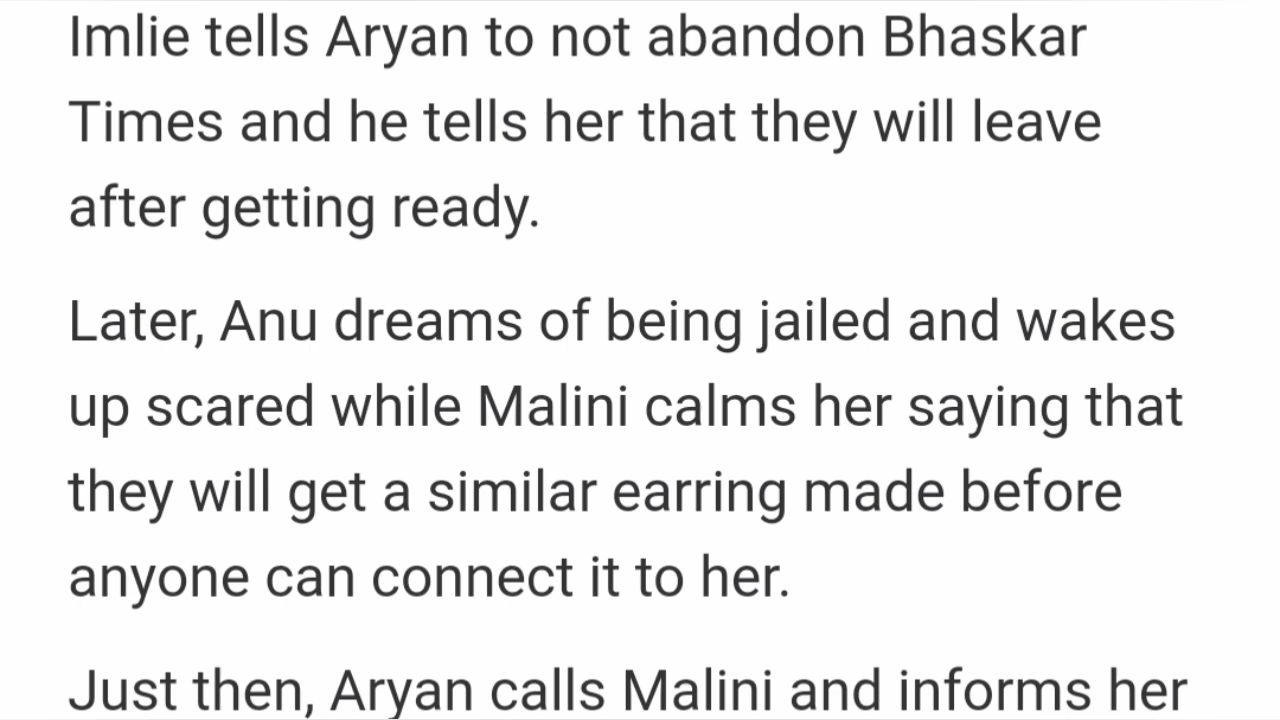 Imlie tells Aryan to not abandon Bhaskar
Times and he tells her that they will leave
after getting ready.
Later, Anu dreams of being jailed and wakes
up scared while Malini calms her saying that
they will get a similar earring made before
anyone can connect it to her.
Just then, Aryan calls Malini and informs her